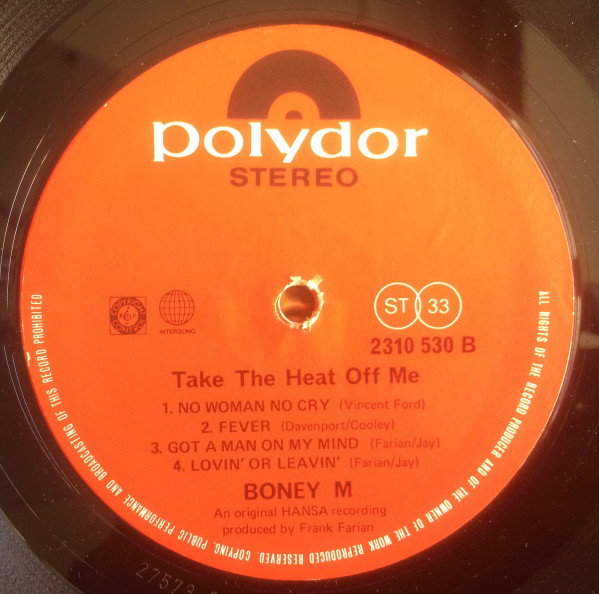 polydor
STEREO
COPYRIGHT CONTROL
INTERSONG
ST 33
2310 530 B
Take The Heat Off Me
1. NO WOMAN NO CRY (Vincent Ford)
2. FEVER (Davenport/Cooley)
3. GOT A MAN ON MY MIND (Farian/Jay)
4. LOVIN' OR LEAVIN' (Farian/Jay)
BONEY M
An original HANSA recording
produced by Frank Farian
ALL RIGHTS OF THE RECORD PRODUCER AND OF THE OWNER OF THE WORK REPRODUCED RESERVED. COPYING, PUBLIC PERFORMANCE AND BROADCASTING OF THIS RECORD PROHIBITED